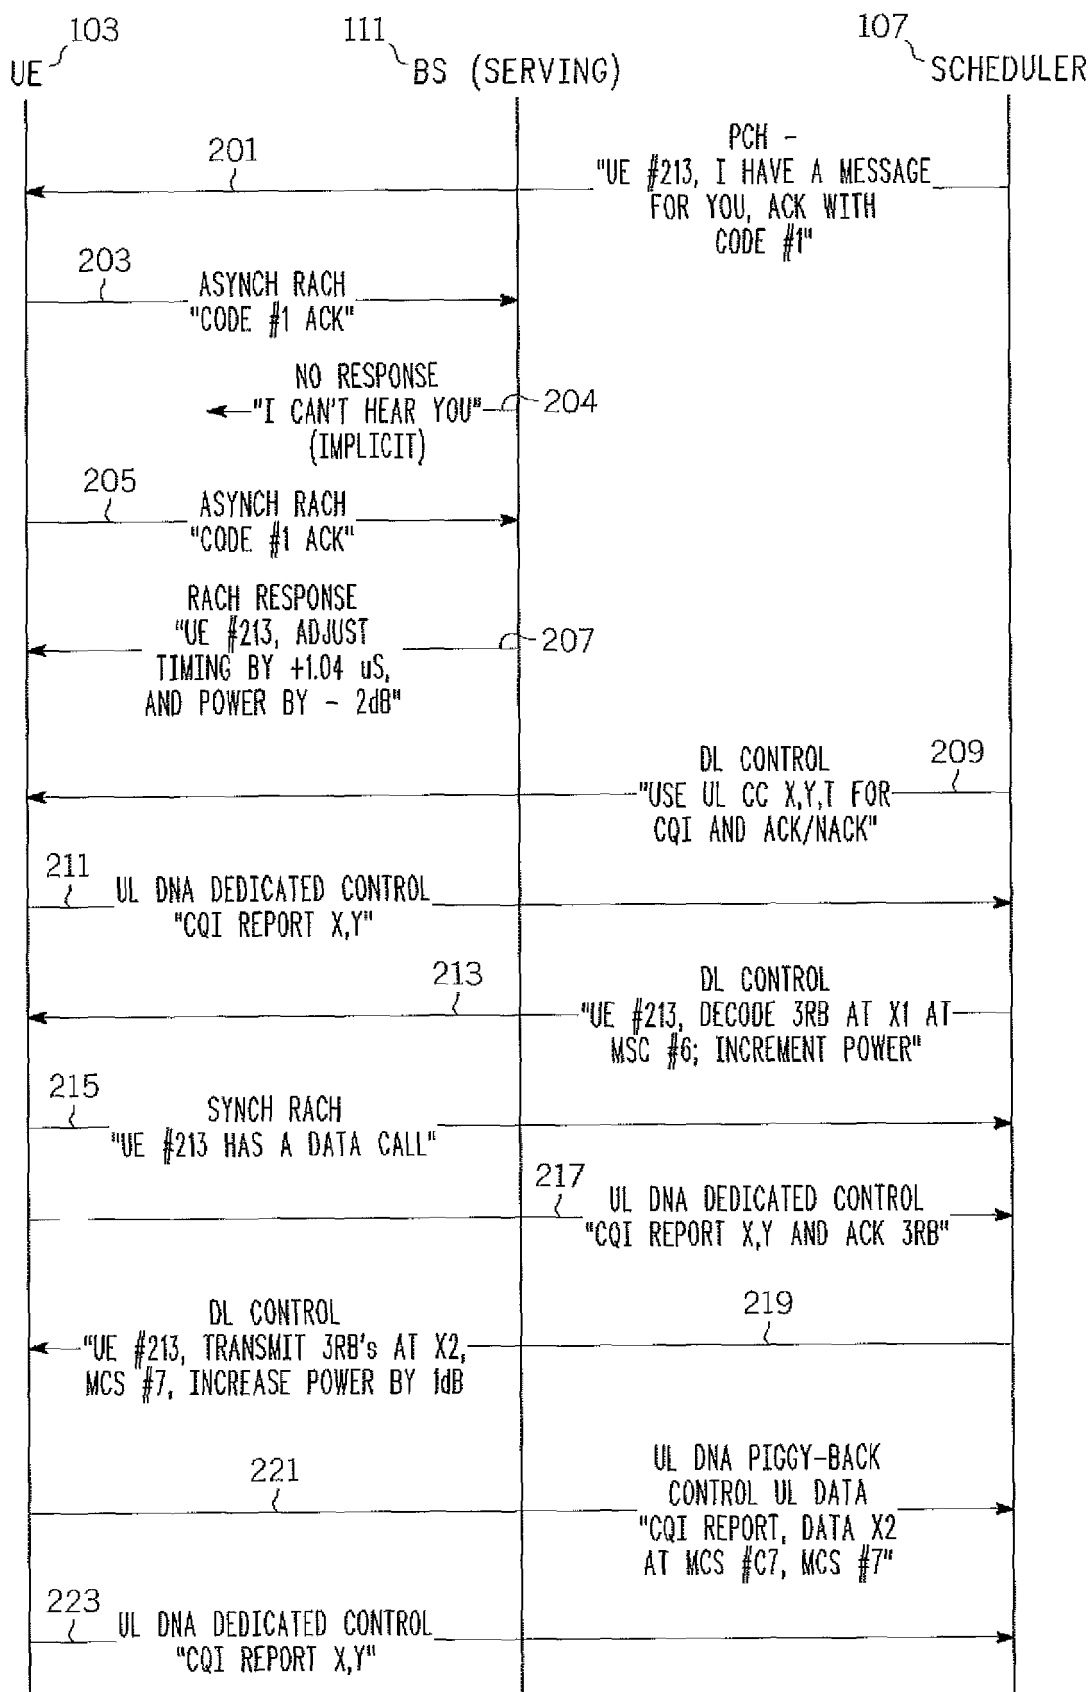 103
111
107
UE
BS (SERVING)
SCHEDULER
201
PCH -
"UE #213, I HAVE A MESSAGE
FOR YOU, ACK WITH
CODE #1"
203
ASYNCH RACH
"CODE #1 ACK"
NO RESPONSE
"I CAN'T HEAR YOU"
(IMPLICIT)
204
205
ASYNCH RACH
"CODE #1 ACK"
RACH RESPONSE
"UE #213, ADJUST
TIMING BY +1.04 uS,
AND POWER BY - 2dB"
207
DL CONTROL
"USE UL CC X,Y,T FOR
CQI AND ACK/NACK"
209
211
UL DNA DEDICATED CONTROL
"CQI REPORT X,Y"
213
DL CONTROL
"UE #213, DECODE 3RB AT X1 AT
MSC #6; INCREMENT POWER"
215
SYNCH RACH
"UE #213 HAS A DATA CALL"
217
UL DNA DEDICATED CONTROL
"CQI REPORT X,Y AND ACK 3RB"
DL CONTROL
"UE #213, TRANSMIT 3RB's AT X2,
MCS #7, INCREASE POWER BY 1dB
219
221
UL DNA PIGGY-BACK
CONTROL UL DATA
"CQI REPORT, DATA X2
AT MCS #C7, MCS #7"
223
UL DNA DEDICATED CONTROL
"CQI REPORT X,Y"